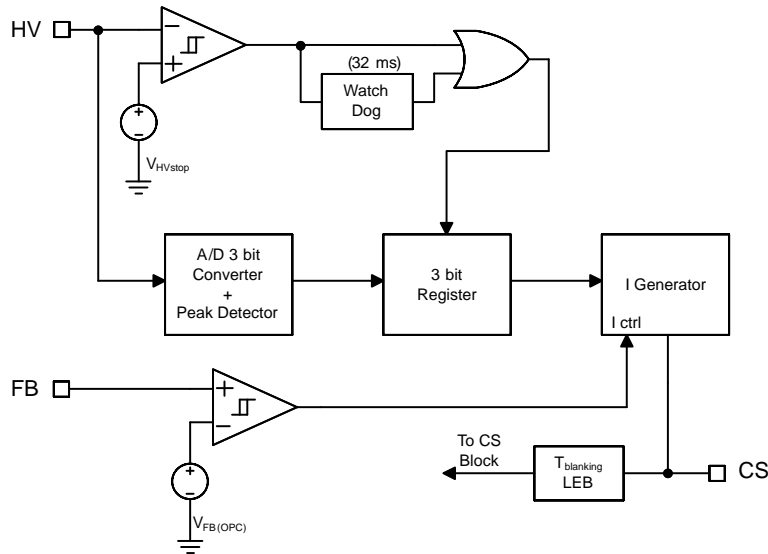 HV
−
+
(32 ms)
Watch
Dog
+
−
VHVstop
A/D 3 bit
Converter
+
Peak Detector
3 bit
Register
I Generator
I ctrl
FB
+
−
+
−
VFB(OPC)
To CS
Block
Tblanking
LEB
CS